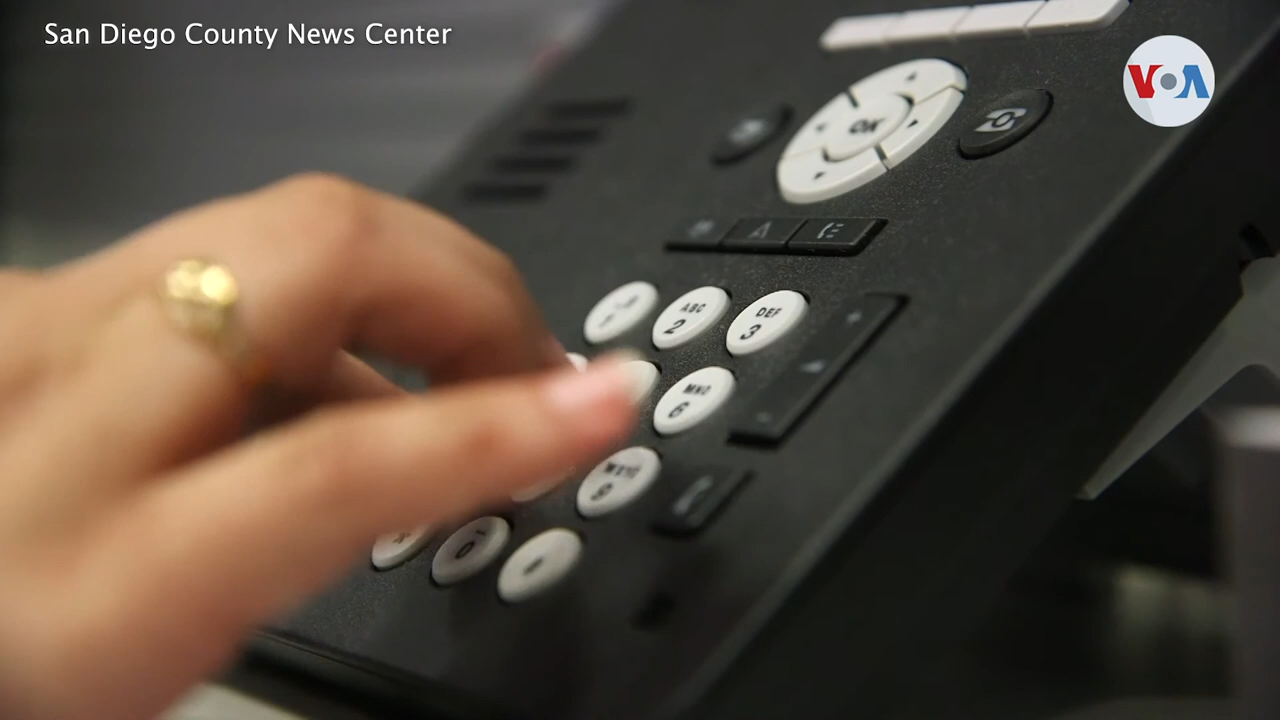 San Diego County News Center
VOA
OK
ABC
2
DEF
3
MNO
6
WXYZ
9
0